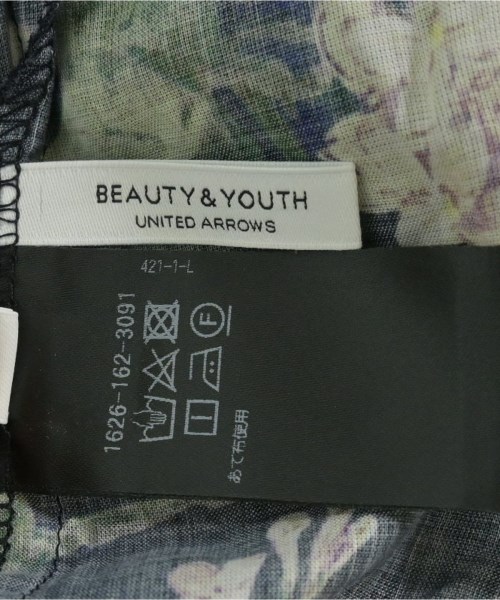 BEAUTY&YOUTH
UNITED ARROWS
421-1-L
1626-162-3091
F
あて布使用